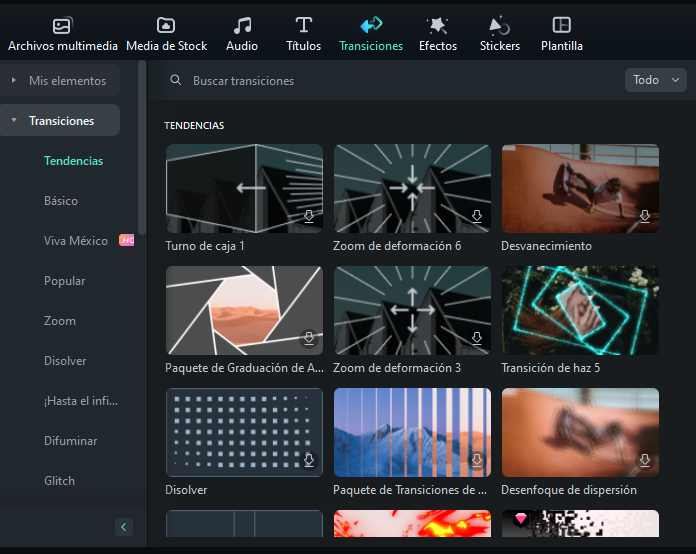 Archivos multimedia
Media de Stock
Audio
Títulos
Transiciones
Efectos
Stickers
Plantilla
Mis elementos
Transiciones
Tendencias
Básico
Viva México
Popular
Zoom
Disolver
¡Hasta el infi...
Difuminar
Glitch
Buscar transiciones
Todo
TENDENCIAS
Turno de caja 1
Zoom de deformación 6
Desvanecimiento
Paquete de Graduación de A...
Zoom de deformación 3
Transición de haz 5
Disolver
Paquete de Transiciones de ...
Desenfoque de dispersión